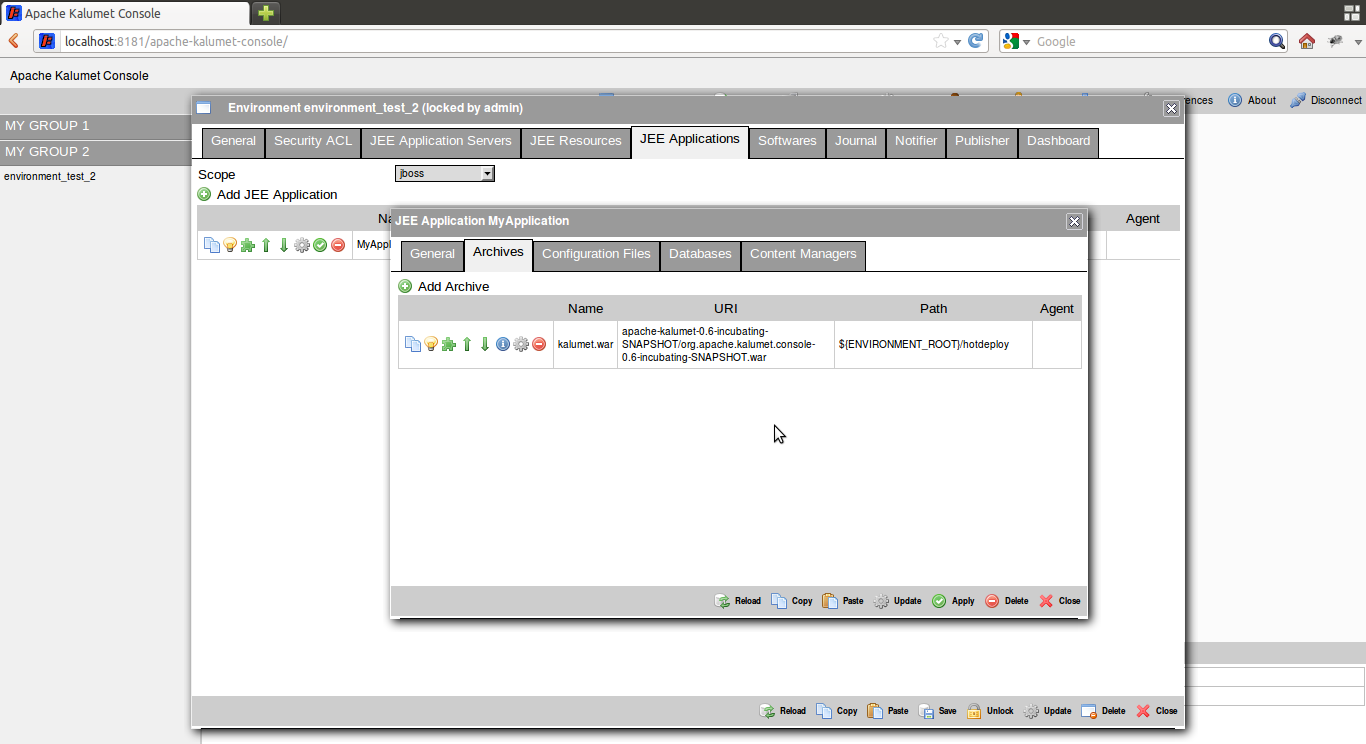 Apache Kalumet Console
localhost:8181/apache-kalumet-console/
Google
Apache Kalumet Console
About
Disconnect
MY GROUP 1
MY GROUP 2
environment_test_2
Environment environment_test_2 (locked by admin)
General Security ACL JEE Application Servers JEE Resources JEE Applications Softwares Journal Notifier Publisher Dashboard
Scope jboss
Add JEE Application
Agent
JEE Application MyApplication
General Archives Configuration Files Databases Content Managers
Add Archive
Name URI Path Agent
kalumet.war
apache-kalumet-0.6-incubating-
SNAPSHOT/org.apache.kalumet.console-
0.6-incubating-SNAPSHOT.war
${ENVIRONMENT_ROOT}/hotdeploy
Reload Copy Paste Update Apply Delete Close
Reload Copy Paste Save Unlock Update Delete Close